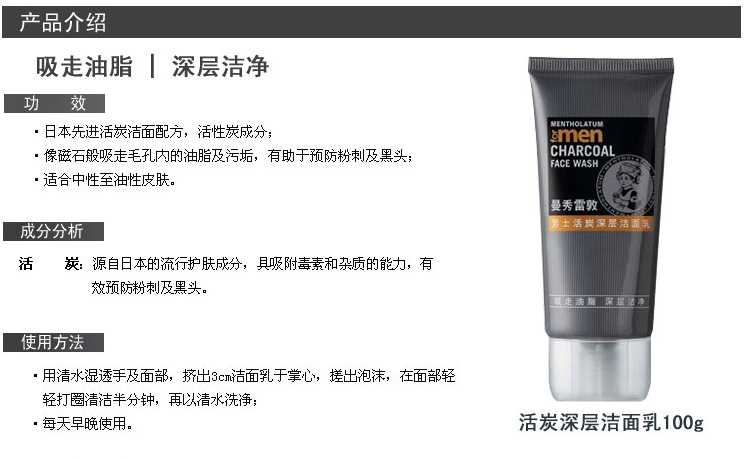 产品介绍
吸走油脂 | 深层洁净
功 效
·日本先进活炭洁面配方，活性炭成分；
·像磁石般吸走毛孔内的油脂及污垢，有助于预防粉刺及黑头；
·适合中性至油性皮肤。
成分分析
活 炭：源自日本的流行护肤成分，具吸附毒素和杂质的能力，有
效预防粉刺及黑头。
使用方法
·用清水湿透手及面部，挤出3cm洁面乳于掌心，搓出泡沫，在面部轻
轻打圈清洁半分钟，再以清水洗净；
·每天早晚使用。
MENTHOLATUM
for men
CHARCOAL
FACE WASH
曼秀雷敦
男士活炭深层洁面乳
吸走油脂 深层洁净
活炭深层洁面乳100g